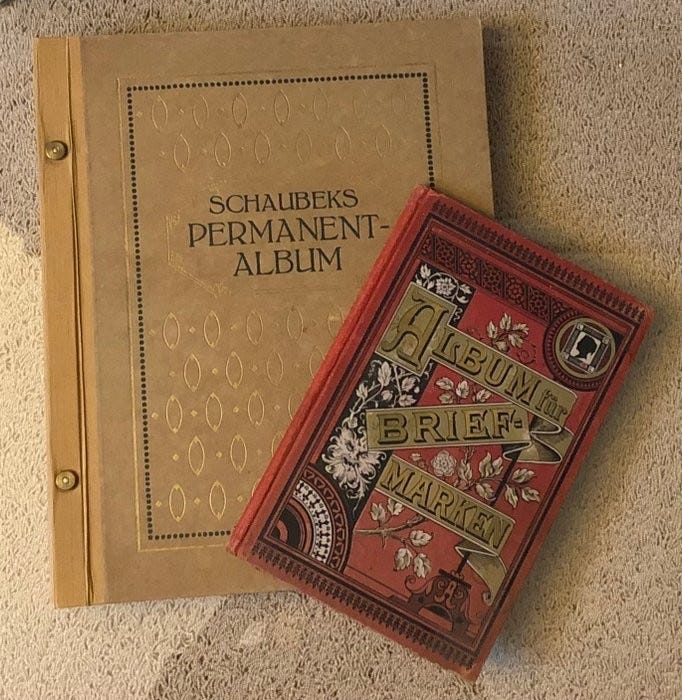 SCHAUBEKS
PERMANENT-
ALBUM
ALBUM für
BRIEF-
MARKEN